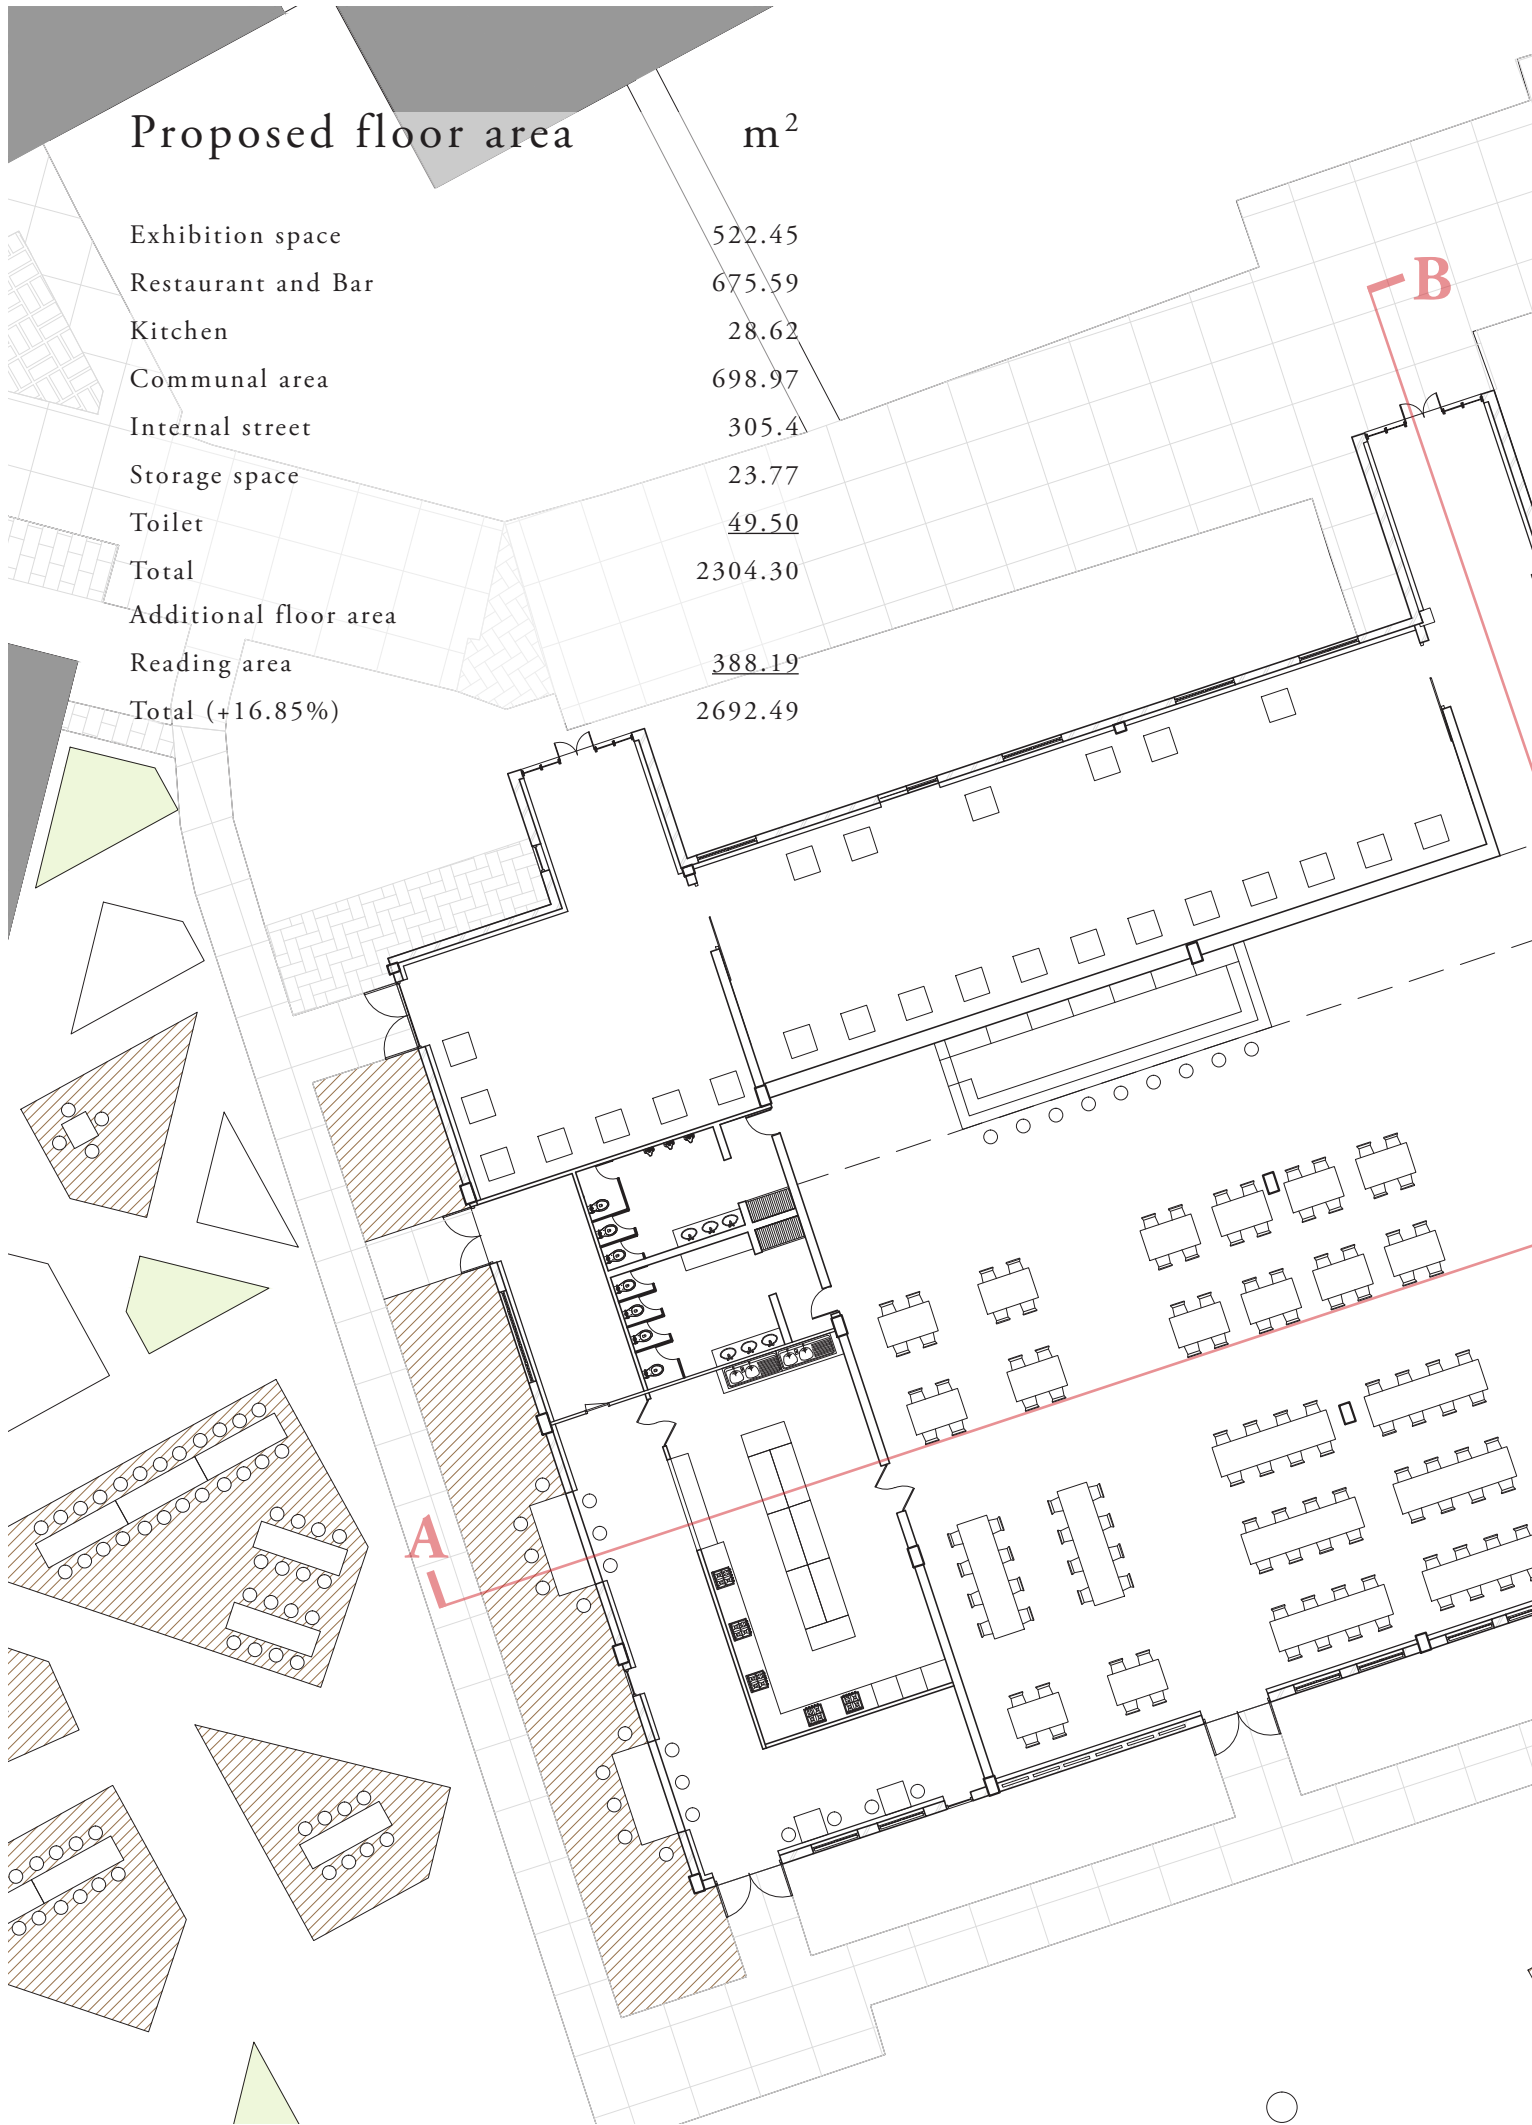 Proposed floor area m²
Exhibition space 522.45
Restaurant and Bar 675.59
Kitchen 28.62
Communal area 698.97
Internal street 305.4
Storage space 23.77
Toilet 49.50
Total 2304.30
Additional floor area
Reading area 388.19
Total (+16.85%) 2692.49
B
A